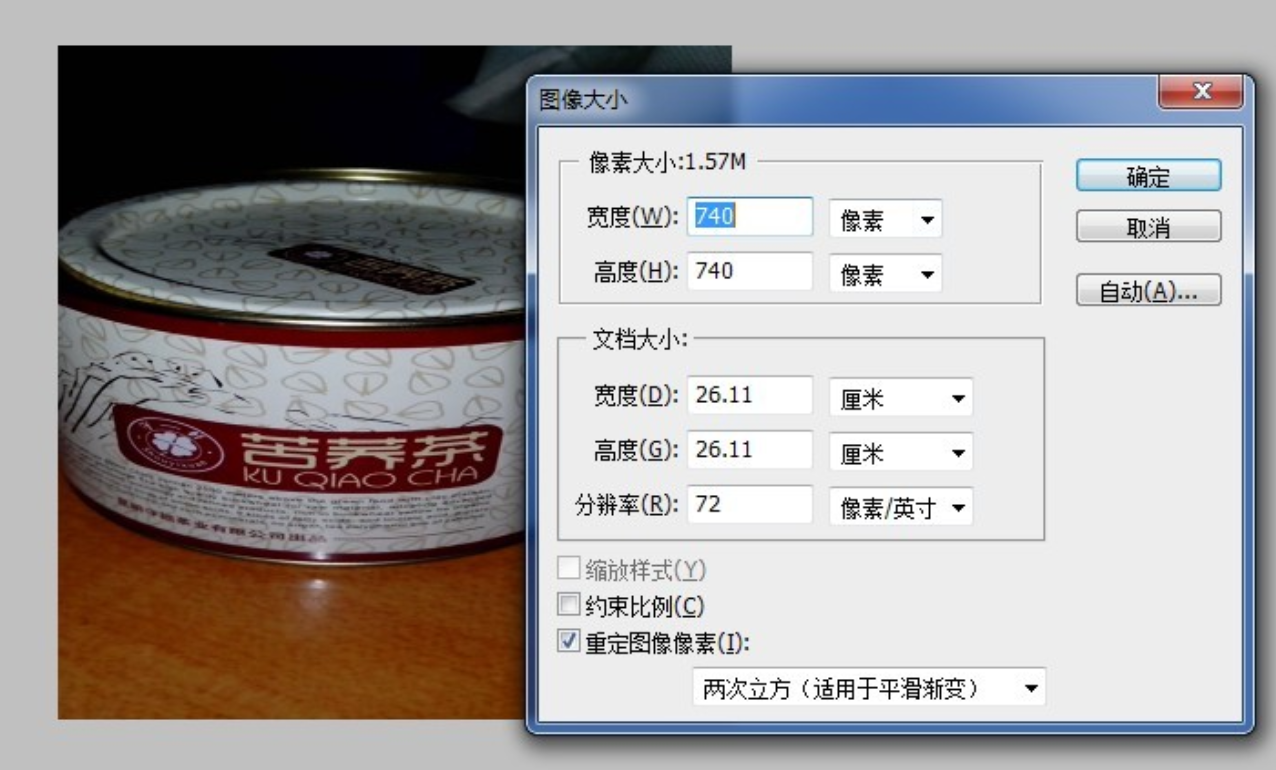 图像大小
像素大小:1.57M
宽度(W): 740 像素
高度(H): 740 像素
文档大小:
宽度(D): 26.11 厘米
高度(G): 26.11 厘米
分辨率(R): 72 像素/英寸
缩放样式(Y)
约束比例(C)
重定图像像素(I):
两次立方（适用于平滑渐变）
确定
取消
自动(A)...
苦荞茶
KU QIAO CHA